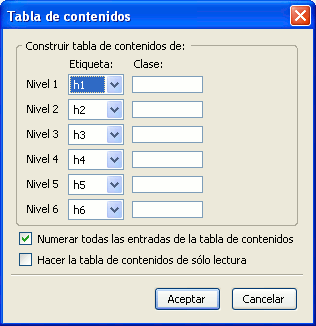 Tabla de contenidos
Construir tabla de contenidos de:
Etiqueta: Clase:
Nivel 1 h1
Nivel 2 h2
Nivel 3 h3
Nivel 4 h4
Nivel 5 h5
Nivel 6 h6
Numerar todas las entradas de la tabla de contenidos
Hacer la tabla de contenidos de sólo lectura
Aceptar Cancelar